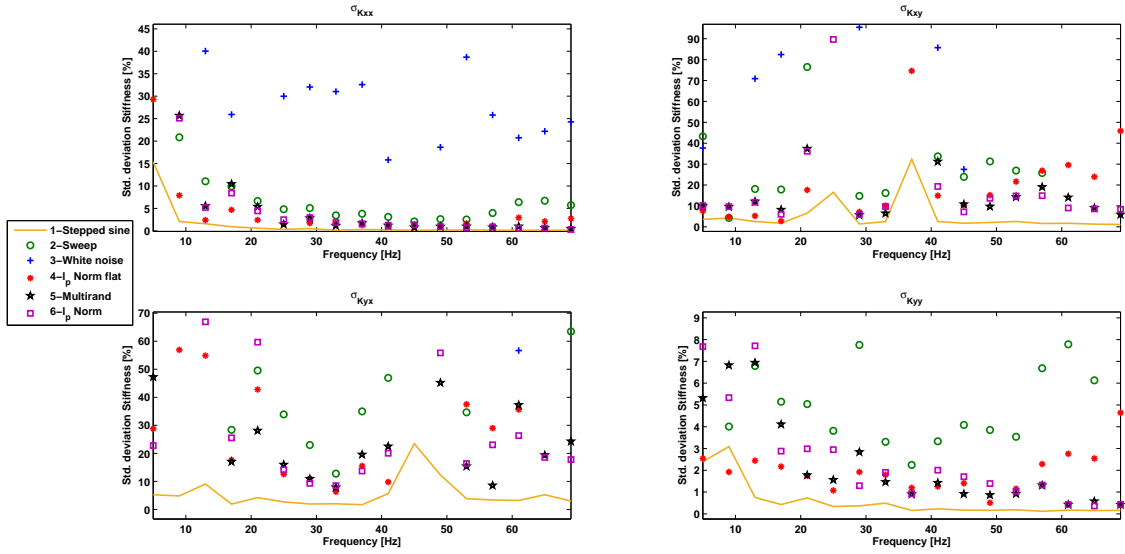 σKxx
Std. deviation Stiffness [%]
45
40
35
30
25
20
15
10
5
0
10 20 30 40 50 60
Frequency [Hz]
σKxy
Std. deviation Stiffness [%]
90
80
70
60
50
40
30
20
10
0
10 20 30 40 50 60
Frequency [Hz]
1−Stepped sine
2−Sweep
3−White noise
4−lp Norm flat
5−Multirand
6−lp Norm
σKyx
Std. deviation Stiffness [%]
70
60
50
40
30
20
10
0
10 20 30 40 50 60
Frequency [Hz]
σKyy
Std. deviation Stiffness [%]
9
8
7
6
5
4
3
2
1
0
10 20 30 40 50 60
Frequency [Hz]